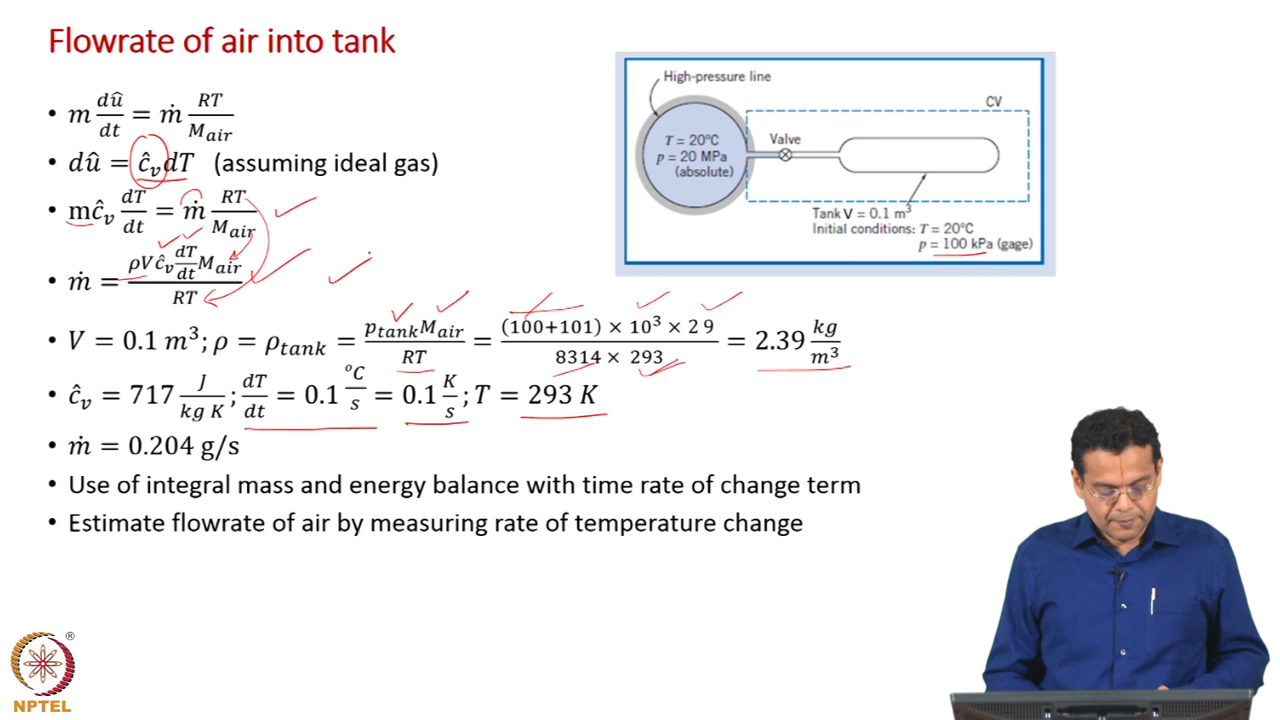 Flowrate of air into tank
• m dû/dt = ṁ RT/M_air
• dû = ĉ_v dT (assuming ideal gas)
• mĉ_v dT/dt = ṁ RT/M_air
• ṁ = ρVĉ_v dT/dt M_air / RT
• V = 0.1 m³; ρ = ρ_tank = p_tank M_air / RT = (100+101) × 10³ × 2 9 / 8314 × 293 = 2.39 kg/m³
• ĉ_v = 717 J/kg K; dT/dt = 0.1 °C/s = 0.1 K/s; T = 293 K
• ṁ = 0.204 g/s
• Use of integral mass and energy balance with time rate of change term
• Estimate flowrate of air by measuring rate of temperature change
High-pressure line
CV
T = 20°C
p = 20 MPa
(absolute)
Valve
Tank V = 0.1 m³
Initial conditions: T = 20°C
p = 100 kPa (gage)
®
NPTEL